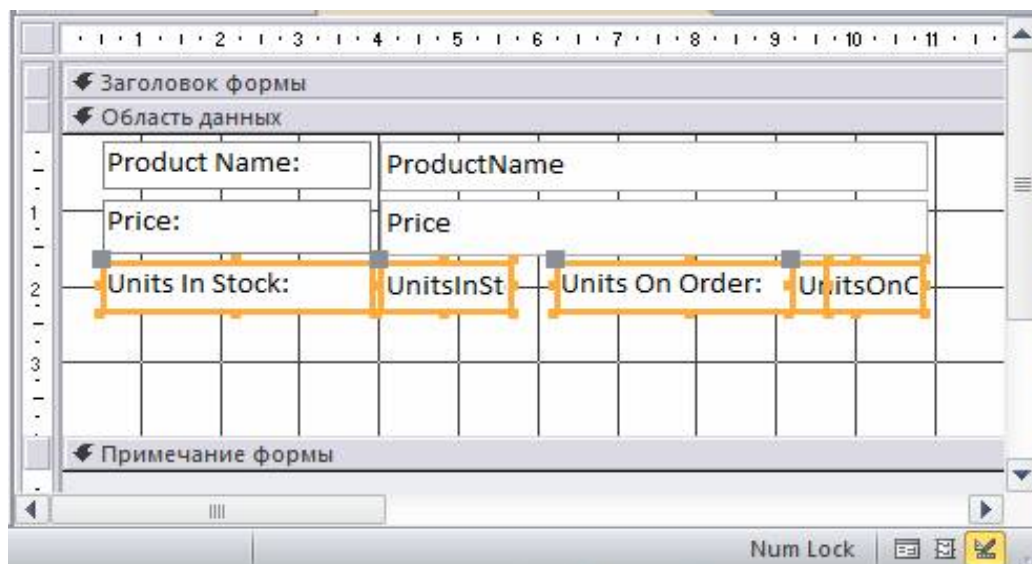 1 2 3 4 5 6 7 8 9 10 11
Заголовок формы
Область данных
Product Name: ProductName
1
Price: Price
2
Units In Stock: UnitsInSt Units On Order: UnitsOnO
3
Примечание формы
Num Lock